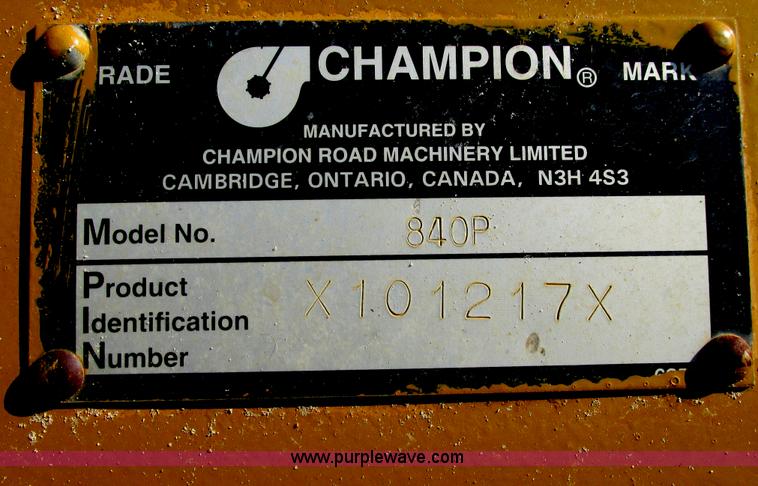 TRADE CHAMPION ® MARK
MANUFACTURED BY
CHAMPION ROAD MACHINERY LIMITED
CAMBRIDGE, ONTARIO, CANADA, N3H 4S3
Model No. 840P
Product
Identification X101217X
Number
www.purplewave.com